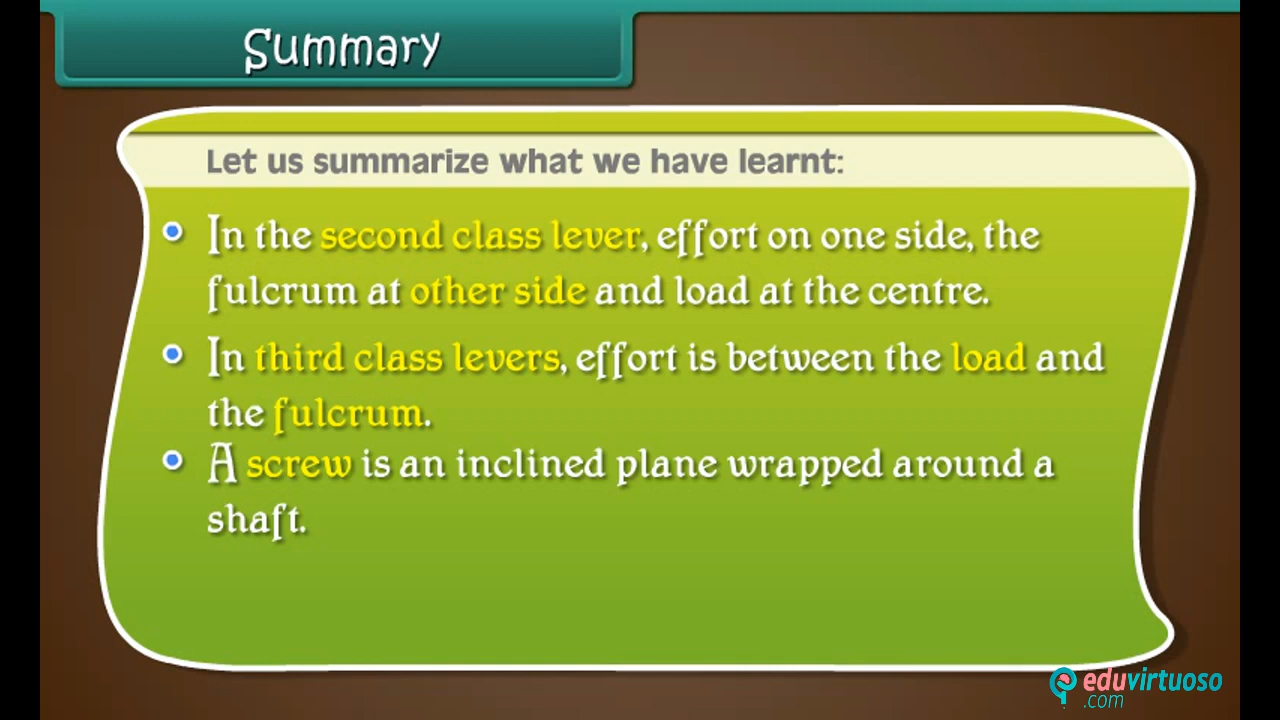 Summary
Let us summarize what we have learnt:
In the second class lever, effort on one side, the
fulcrum at other side and load at the centre.
In third class levers, effort is between the load and
the fulcrum.
A screw is an inclined plane wrapped around a
shaft.
eduvirtuoso
.com